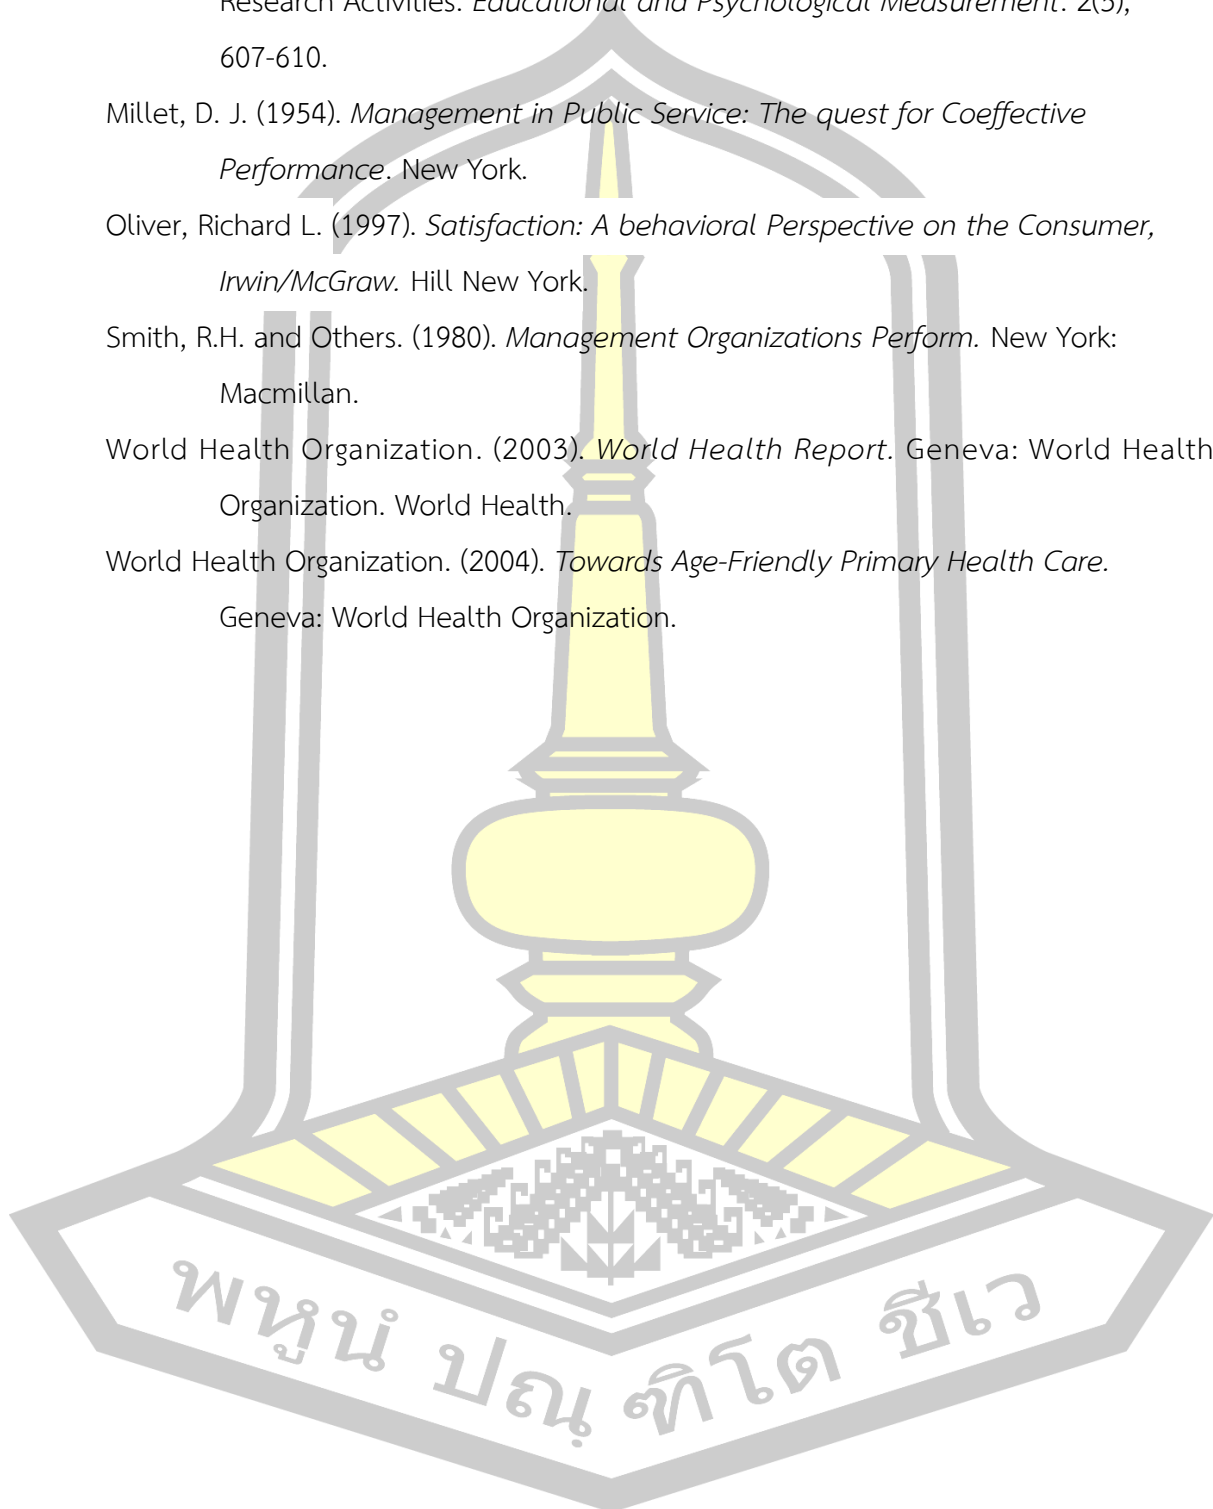 Research Activities. Educational and Psychological Measurement. 2(5),
607-610.
Millet, D. J. (1954). Management in Public Service: The quest for Coeffective
Performance. New York.
Oliver, Richard L. (1997). Satisfaction: A behavioral Perspective on the Consumer,
Irwin/McGraw. Hill New York.
Smith, R.H. and Others. (1980). Management Organizations Perform. New York:
Macmillan.
World Health Organization. (2003). World Health Report. Geneva: World Health
Organization. World Health.
World Health Organization. (2004). Towards Age-Friendly Primary Health Care.
Geneva: World Health Organization.
พหูนํ ปณฺฑิโต ชีเว